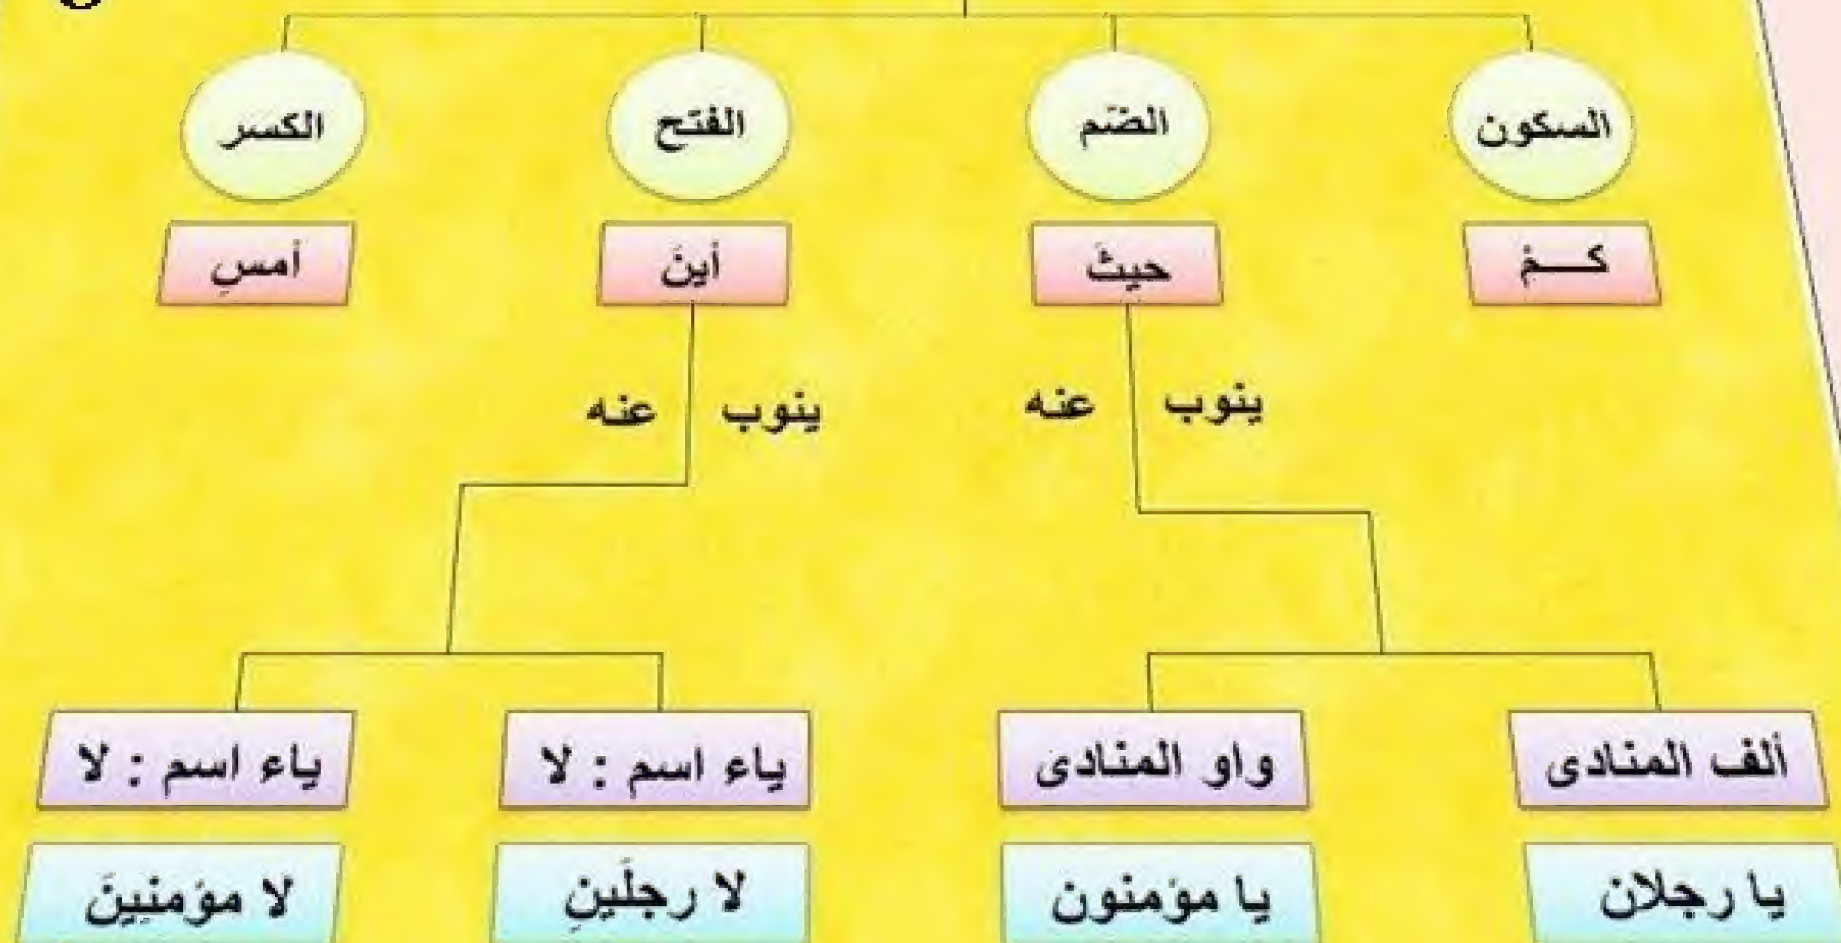 السكون
الضّم
الفتح
الكسر
كـــمْ
حيثُ
أينَ
أمسِ
ينوب عنه
ينوب عنه
ألف المنادى
واو المنادى
ياء اسم : لا
ياء اسم : لا
يا رجلان
يا مؤمنون
لا رجلَينِ
لا مؤمنِينَ